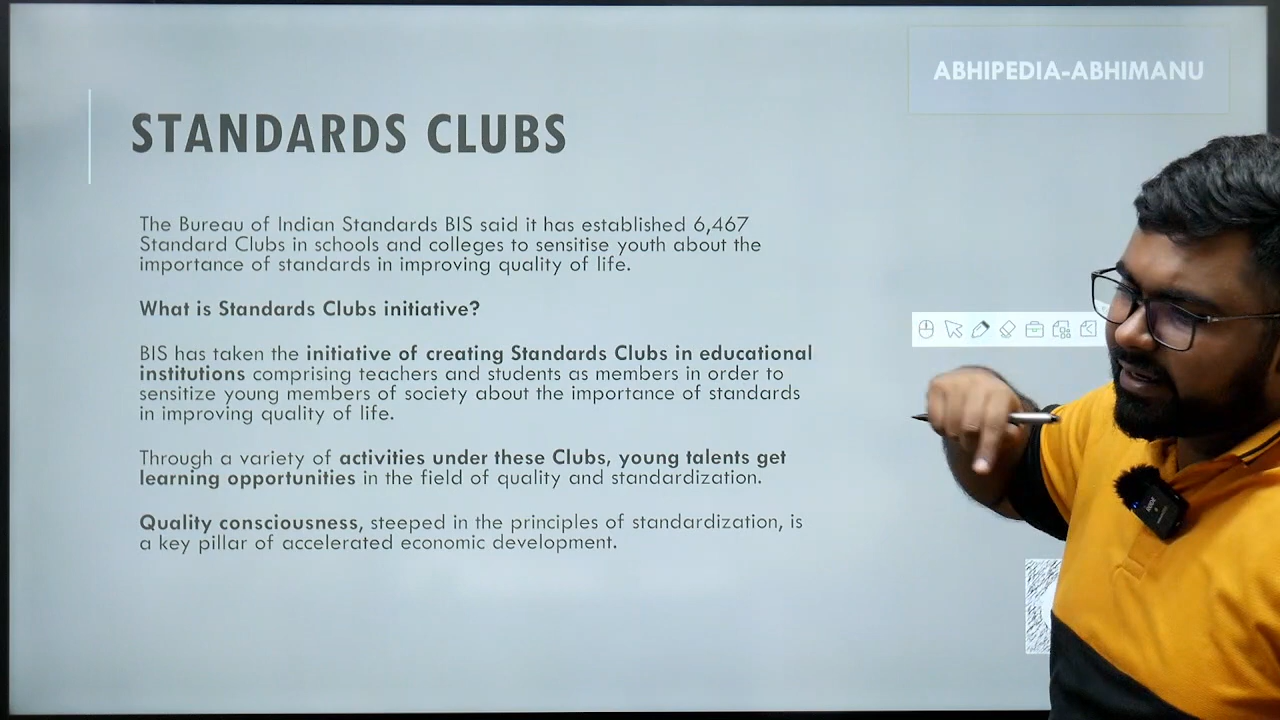 ABHIPEDIA-ABHIMANU
STANDARDS CLUBS
The Bureau of Indian Standards BIS said it has established 6,467
Standard Clubs in schools and colleges to sensitise youth about the
importance of standards in improving quality of life.
What is Standards Clubs initiative?
BIS has taken the initiative of creating Standards Clubs in educational
institutions comprising teachers and students as members in order to
sensitize young members of society about the importance of standards
in improving quality of life.
Through a variety of activities under these Clubs, young talents get
learning opportunities in the field of quality and standardization.
Quality consciousness, steeped in the principles of standardization, is
a key pillar of accelerated economic development.